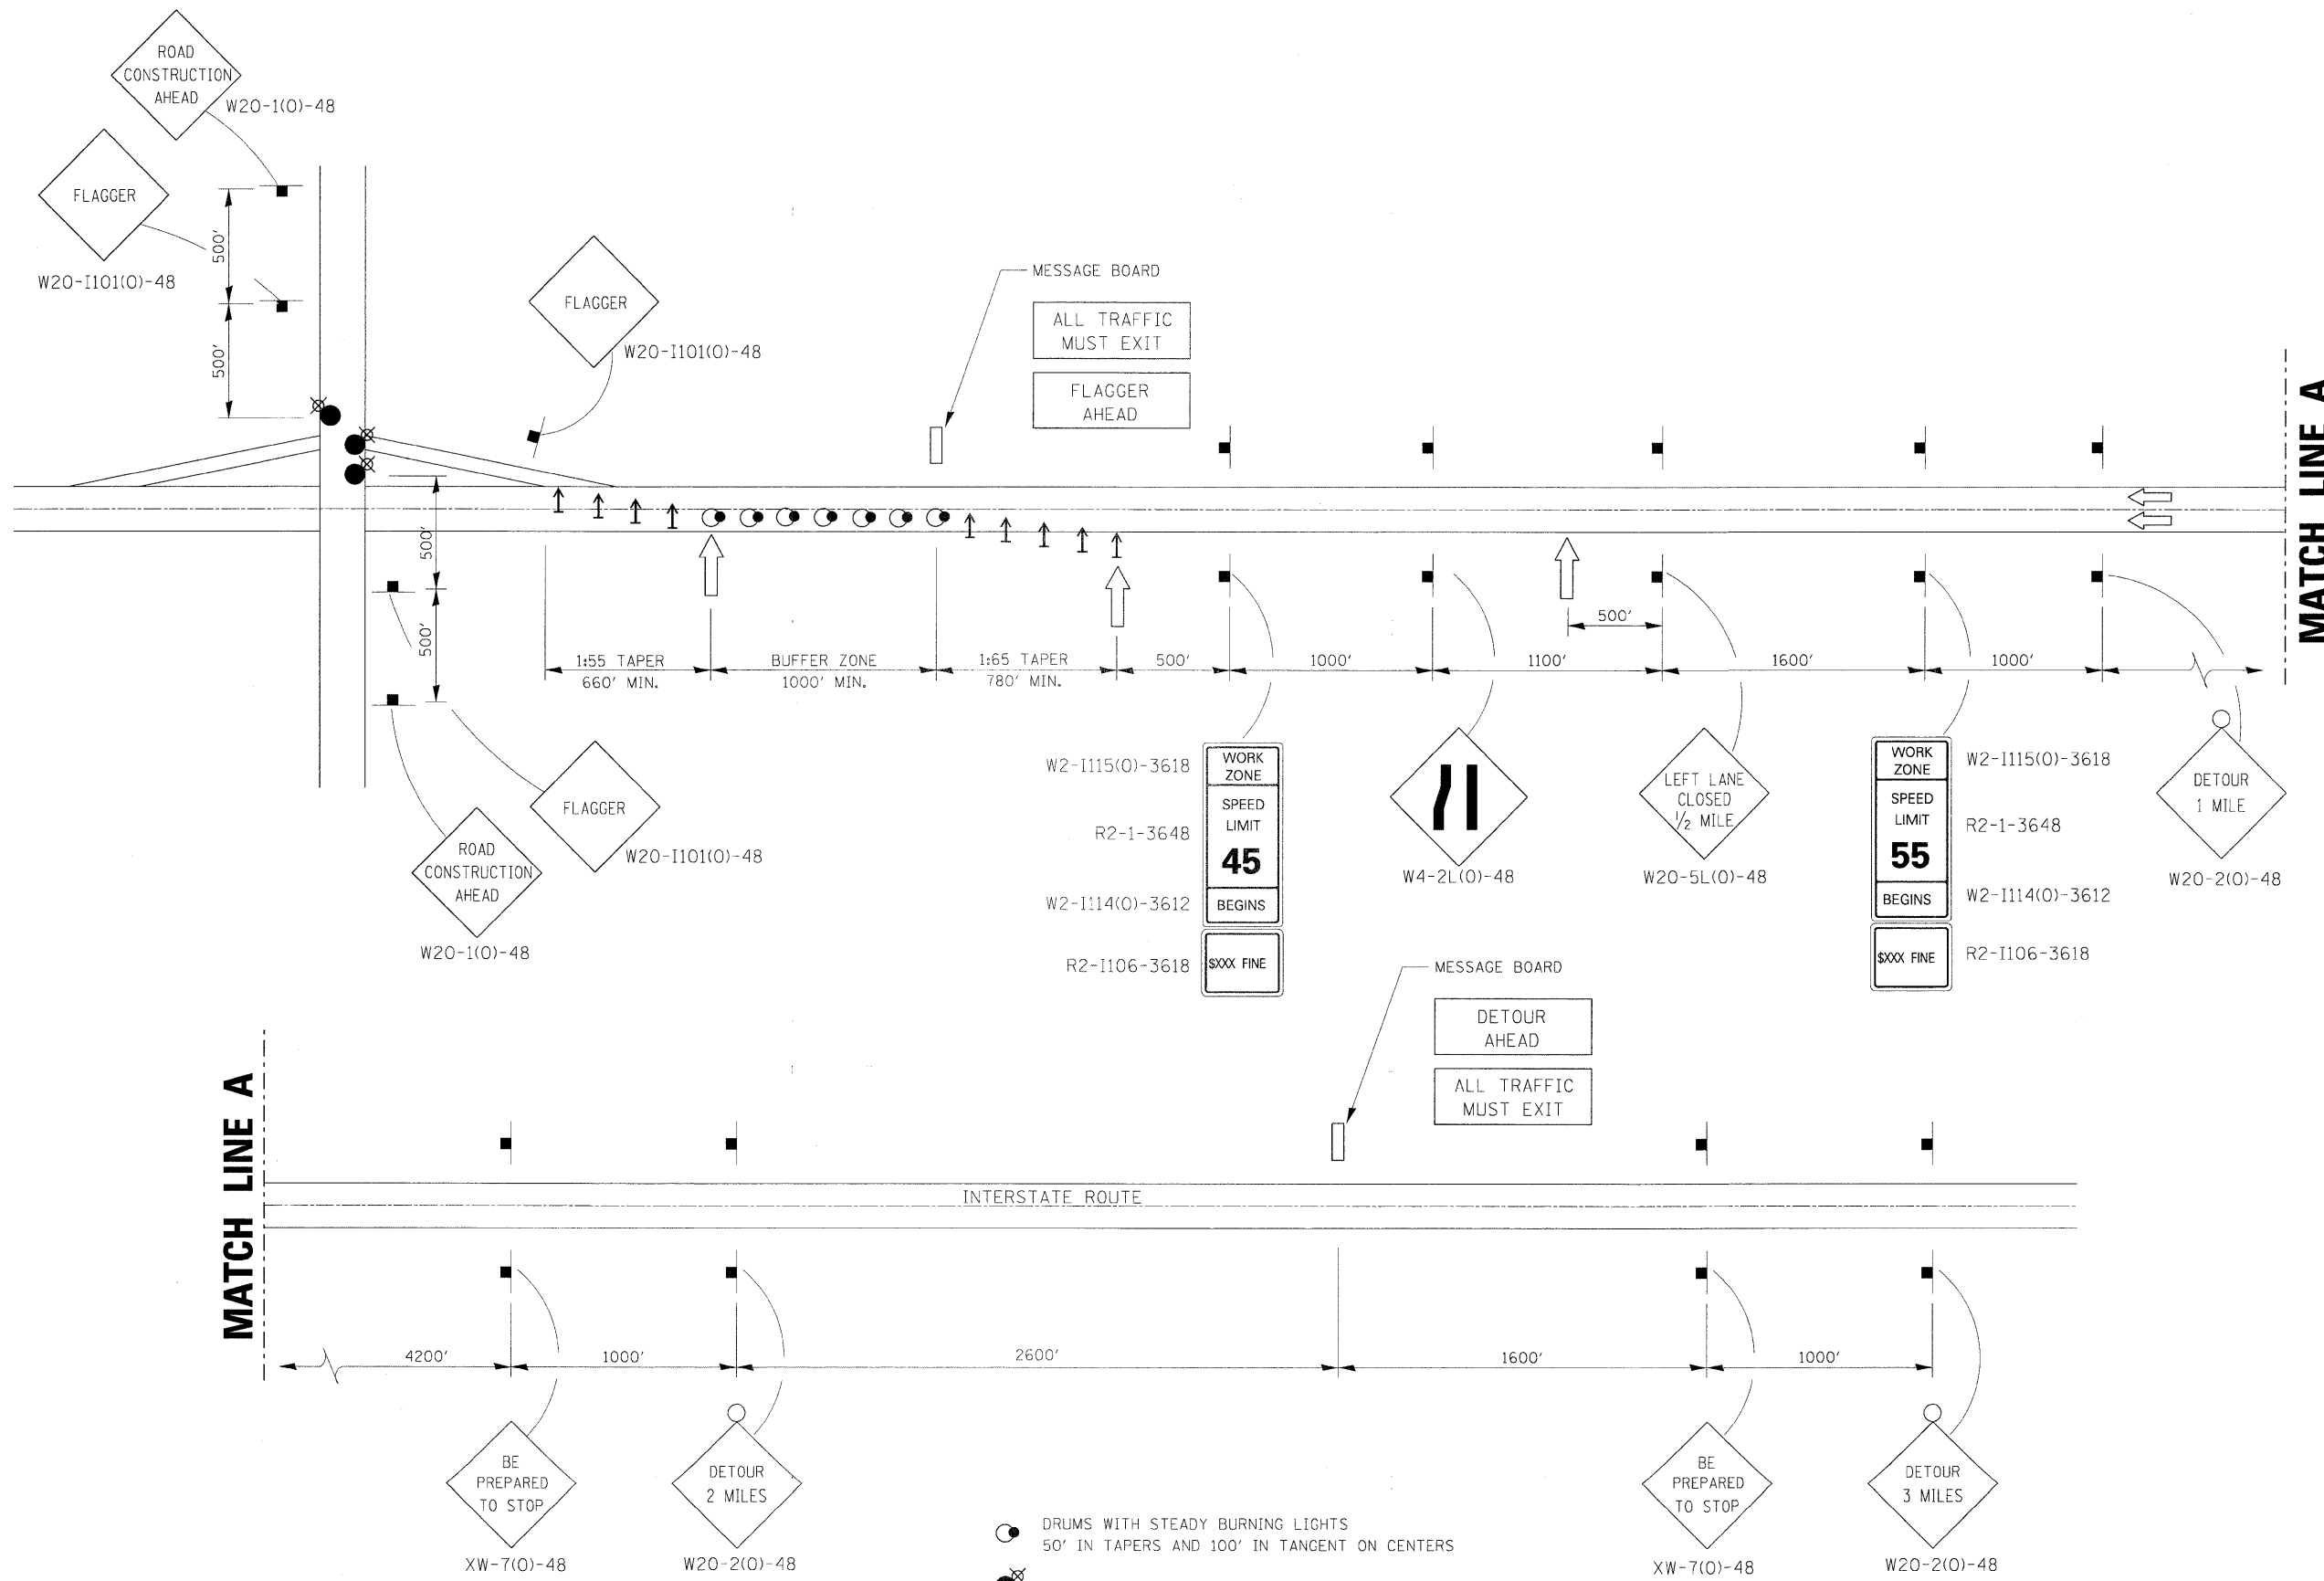 ROAD
CONSTRUCTION
AHEAD
W20-1(O)-48
FLAGGER
W20-I101(O)-48
500'
500'
FLAGGER
W20-I101(O)-48
MESSAGE BOARD
ALL TRAFFIC
MUST EXIT
FLAGGER
AHEAD
MATCH LINE A
500'
500'
1:55 TAPER
660' MIN.
BUFFER ZONE
1000' MIN.
1:65 TAPER
780' MIN.
500'
1000'
500'
1100'
1600'
1000'
FLAGGER
W20-I101(O)-48
ROAD
CONSTRUCTION
AHEAD
W20-1(O)-48
W2-I115(O)-3618
R2-1-3648
W2-I114(O)-3612
R2-I106-3618
WORK
ZONE
SPEED
LIMIT
45
BEGINS
$XXX FINE
W4-2L(O)-48
LEFT LANE
CLOSED
1/2 MILE
W20-5L(O)-48
WORK
ZONE
SPEED
LIMIT
55
BEGINS
$XXX FINE
W2-I115(O)-3618
R2-1-3648
W2-I114(O)-3612
R2-I106-3618
DETOUR
1 MILE
W20-2(O)-48
MESSAGE BOARD
DETOUR
AHEAD
ALL TRAFFIC
MUST EXIT
MATCH LINE A
INTERSTATE ROUTE
4200'
1000'
2600'
1600'
1000'
BE
PREPARED
TO STOP
XW-7(O)-48
DETOUR
2 MILES
W20-2(O)-48
BE
PREPARED
TO STOP
XW-7(O)-48
DETOUR
3 MILES
W20-2(O)-48
DRUMS WITH STEADY BURNING LIGHTS
50' IN TAPERS AND 100' IN TANGENT ON CENTERS